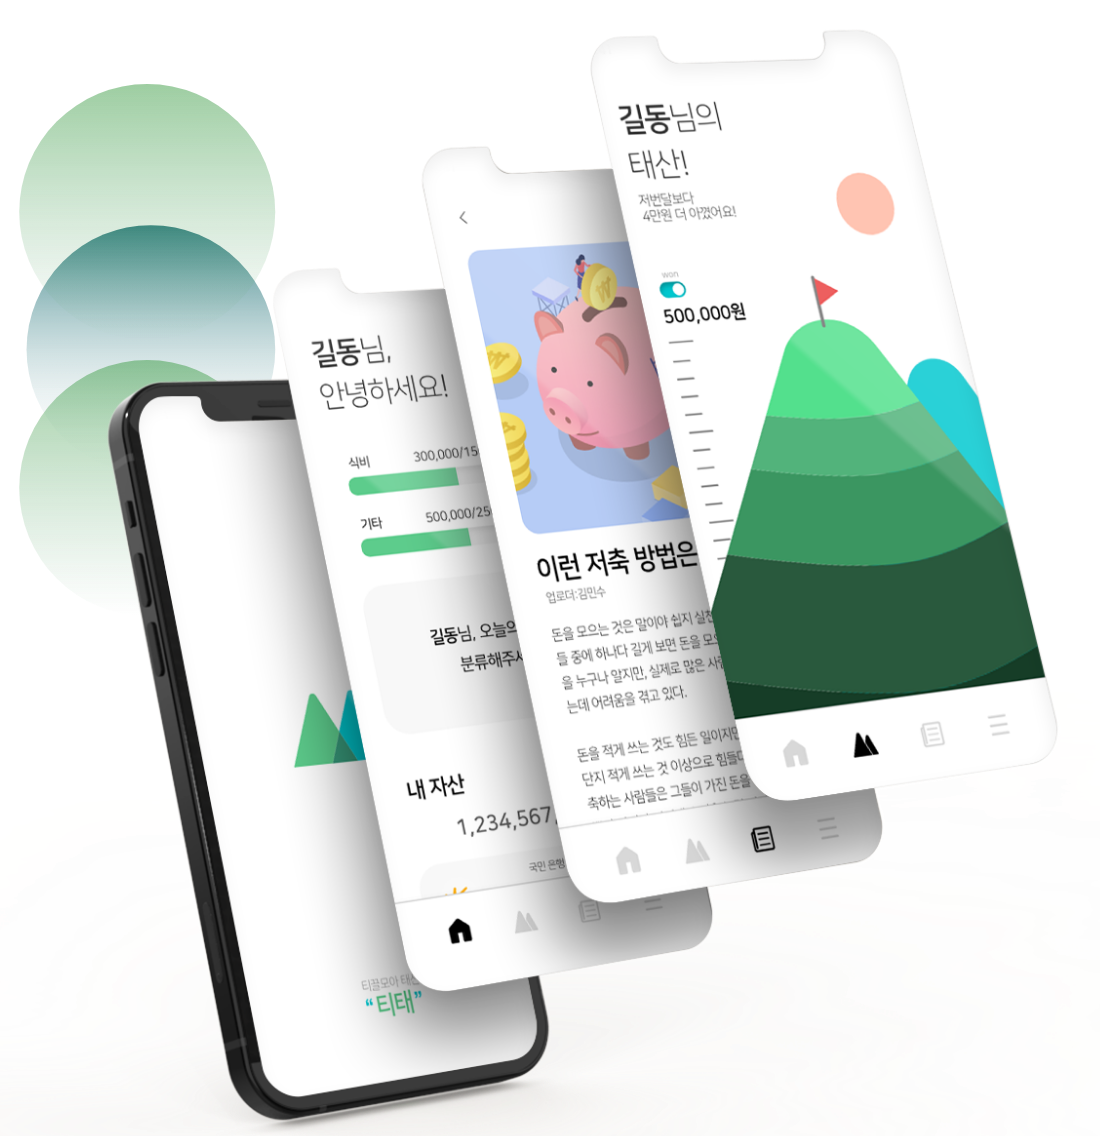 길동님의
태산!
저번달보다
4만원 더 아꼈어요!
won
500,000원
이런 저축 방법은
업로더:김민수
돈을 모으는 것은 말이야 쉽지
들 중에 하나다 길게 보면 돈을
을 누구나 알지만, 실제로 많은
는데 어려움을 겪고 있다.
돈을 적게 쓰는 것도 힘든 일이지만
단지 적게 쓰는 것 이상으로
축하는 사람들은 그들이 가진 돈을
길동님,
안녕하세요!
식비 300,000/15
기타 500,000/25
길동님, 오늘의
분류해주
내 자산
1,234,567,
국민 은행
티끌모아 태산
“티태”